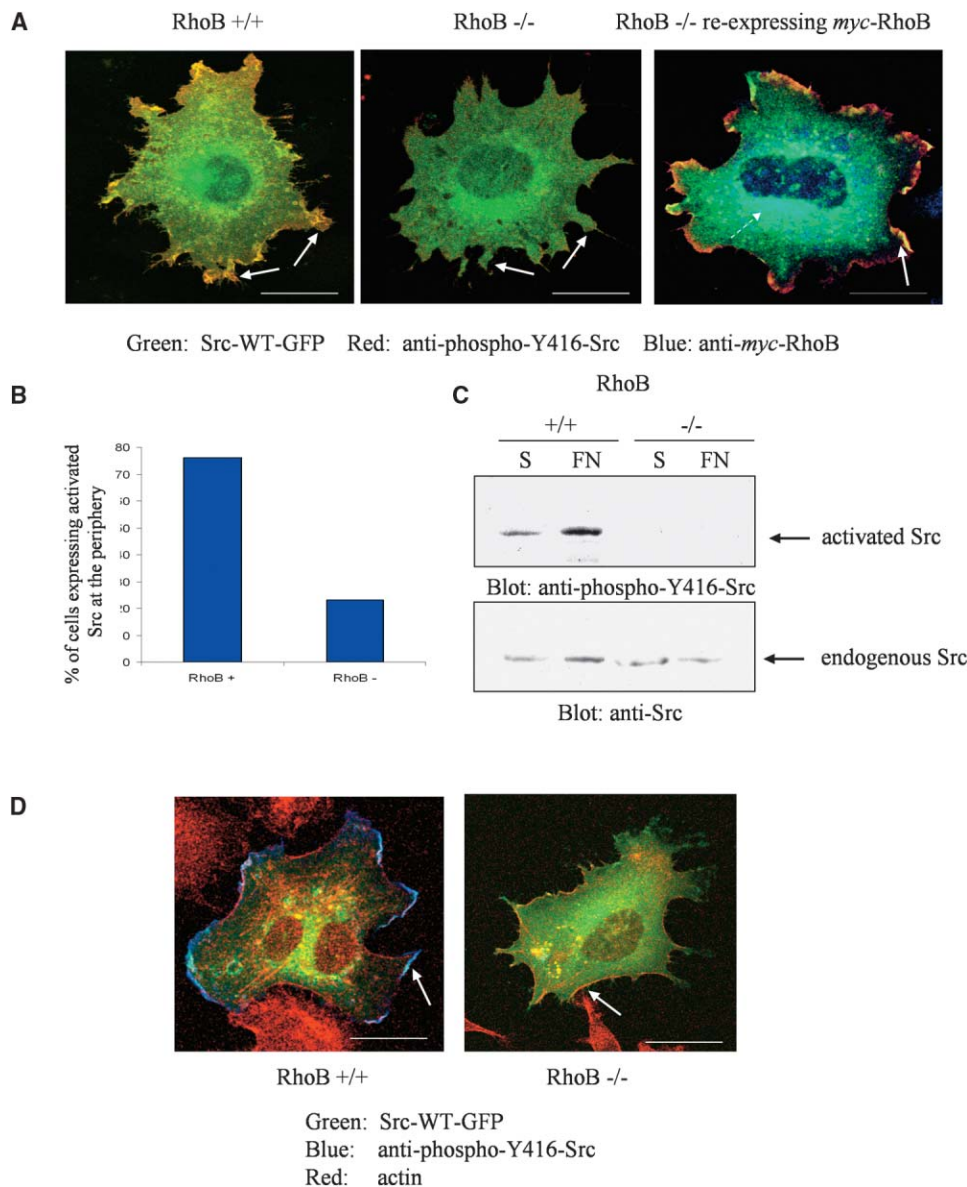 A
RhoB +/+
RhoB -/-
RhoB -/- re-expressing myc-RhoB
Green: Src-WT-GFP Red: anti-phospho-Y416-Src Blue: anti-myc-RhoB
B
% of cells expressing activated
Src at the periphery
80
70
20
0
0
RhoB +
RhoB -
C
RhoB
+/+
-/-
S FN S FN
activated Src
Blot: anti-phospho-Y416-Src
endogenous Src
Blot: anti-Src
D
RhoB +/+
RhoB -/-
Green: Src-WT-GFP
Blue: anti-phospho-Y416-Src
Red: actin